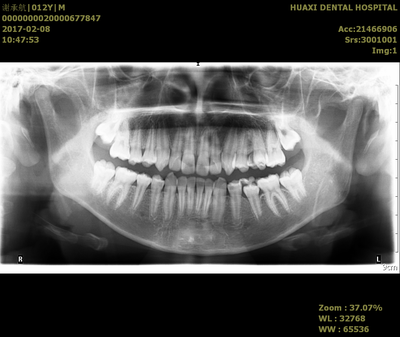 |012Y|M
0000000020000677847
2017-02-08
10:47:53
HUAXI DENTAL HOSPITAL
Acc:21466906
Srs:3001001
Img:1
R
L
9cm
Zoom : 37.07%
WL : 32768
WW : 65536